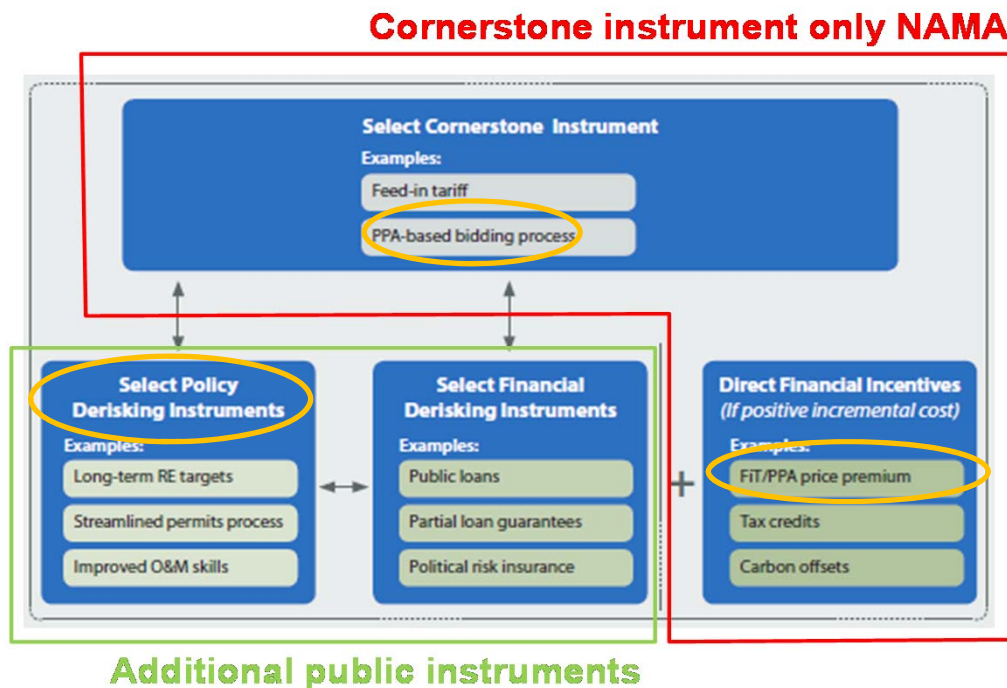 Cornerstone instrument only NAMA
Select Cornerstone Instrument
Examples:
Feed-in tariff
PPA-based bidding process
Select Policy
Derisking Instruments
Examples:
Long-term RE targets
Streamlined permits process
Improved O&M skills
Select Financial
Derisking Instruments
Examples:
Public loans
Partial loan guarantees
Political risk insurance
+
Direct Financial Incentives
(If positive incremental cost)
Examples:
FiT/PPA price premium
Tax credits
Carbon offsets
Additional public instruments